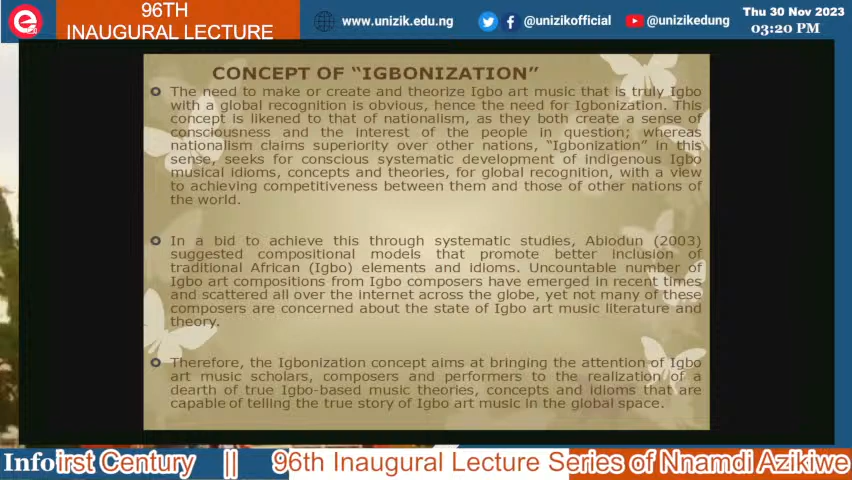 96TH
INAUGURAL LECTURE
www.unizik.edu.ng
@unizikofficial
@unizikedung
Thu 30 Nov 2023
03:20 PM
CONCEPT OF “IGBONIZATION”
The need to make or create and theorize Igbo art music that is truly Igbo
with a global recognition is obvious, hence the need for Igbonization. This
concept is likened to that of nationalism, as they both create a sense of
consciousness and the interest of the people in question; whereas
nationalism claims superiority over other nations, “Igbonization” in this
sense, seeks for conscious systematic development of indigenous Igbo
musical idioms, concepts and theories, for global recognition, with a view
to achieving competitiveness between them and those of other nations of
the world.
In a bid to achieve this through systematic studies, Abiodun (2003)
suggested compositional models that promote better inclusion of
traditional African (Igbo) elements and idioms. Uncountable number of
Igbo art compositions from Igbo composers have emerged in recent times
and scattered all over the internet across the globe, yet not many of these
composers are concerned about the state of Igbo art music literature and
theory.
Therefore, the Igbonization concept aims at bringing the attention of Igbo
art music scholars, composers and performers to the realization of a
dearth of true Igbo-based music theories, concepts and idioms that are
capable of telling the true story of Igbo art music in the global space.
Info irst Century || 96th Inaugural Lecture Series of Nnamdi Azikiwe